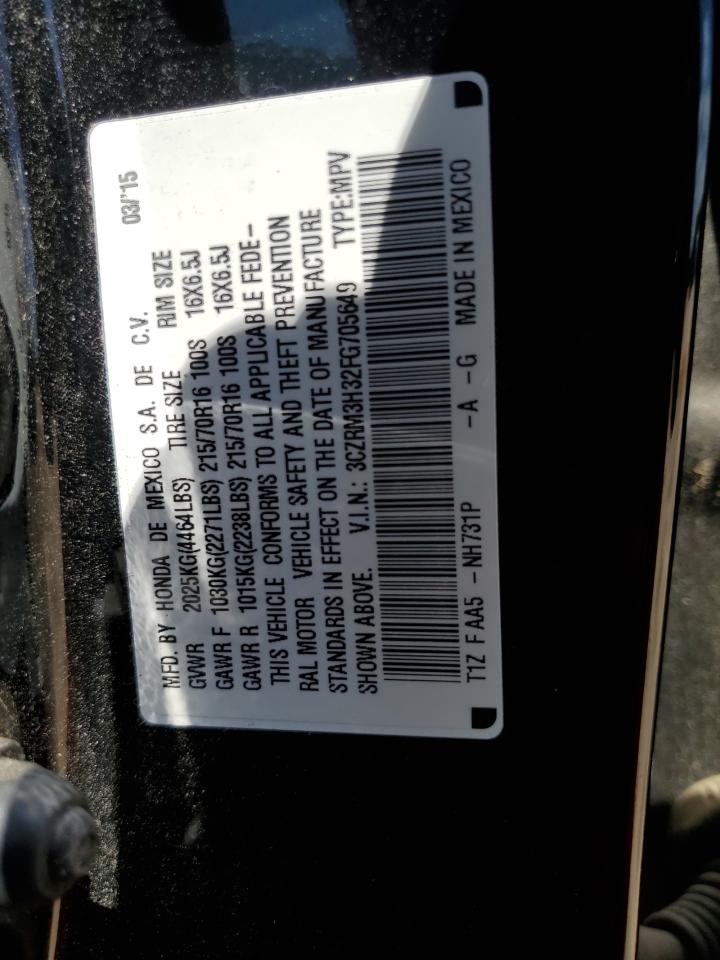 MFD. BY HONDA DE MEXICO S.A. DE C.V. 03/'15
GVWR 2025KG(4464LBS) TIRE SIZE RIM SIZE
GAWR F 1030KG(2271LBS) 215/70R16 100S 16X6.5J
GAWR R 1015KG(2238LBS) 215/70R16 100S 16X6.5J
THIS VEHICLE CONFORMS TO ALL APPLICABLE FEDE-
RAL MOTOR VEHICLE SAFETY AND THEFT PREVENTION
STANDARDS IN EFFECT ON THE DATE OF MANUFACTURE
SHOWN ABOVE. V.I.N.: 3CZRM3H32FG705649 TYPE:MPV
T1Z F AA5 -NH731P -A -G MADE IN MEXICO